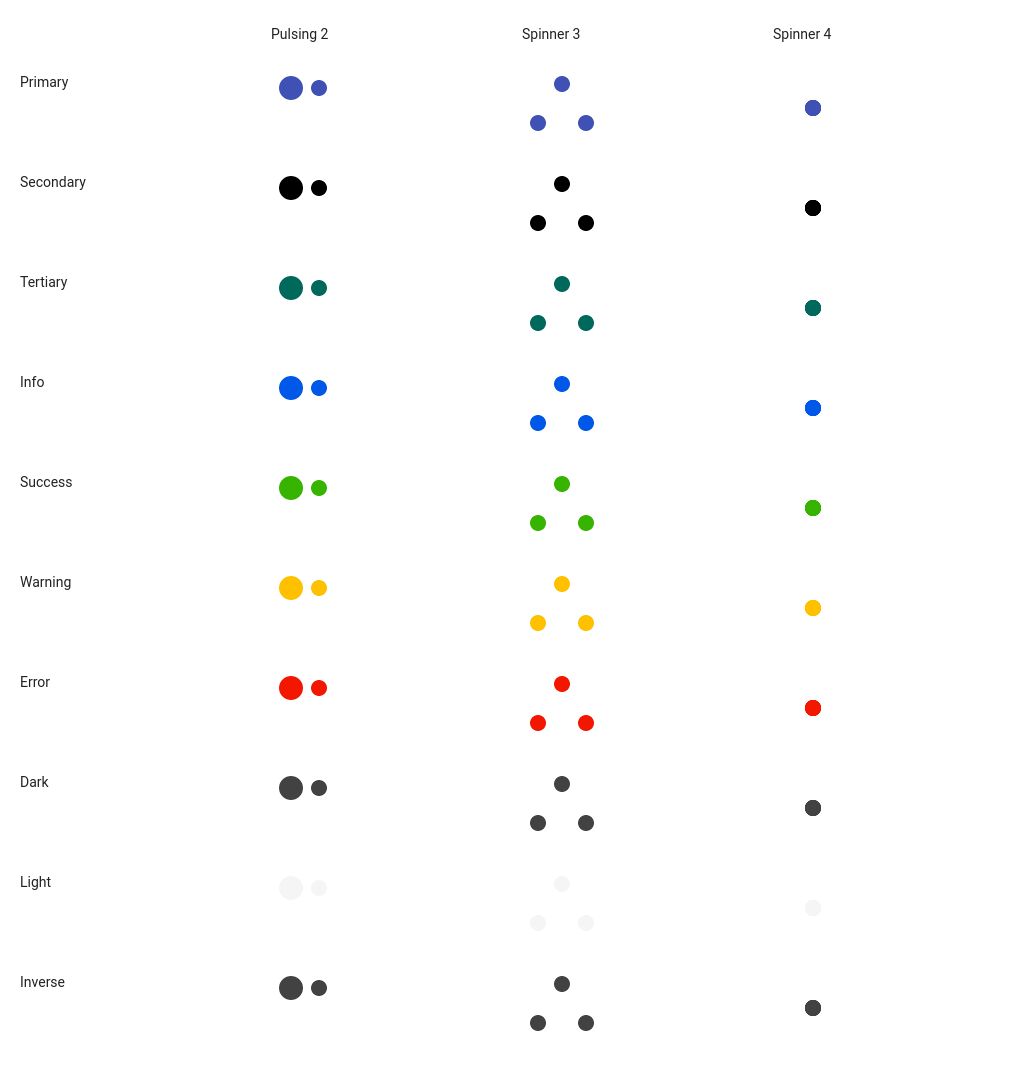 Pulsing 2 Spinner 3 Spinner 4
Primary
Secondary
Tertiary
Info
Success
Warning
Error
Dark
Light
Inverse